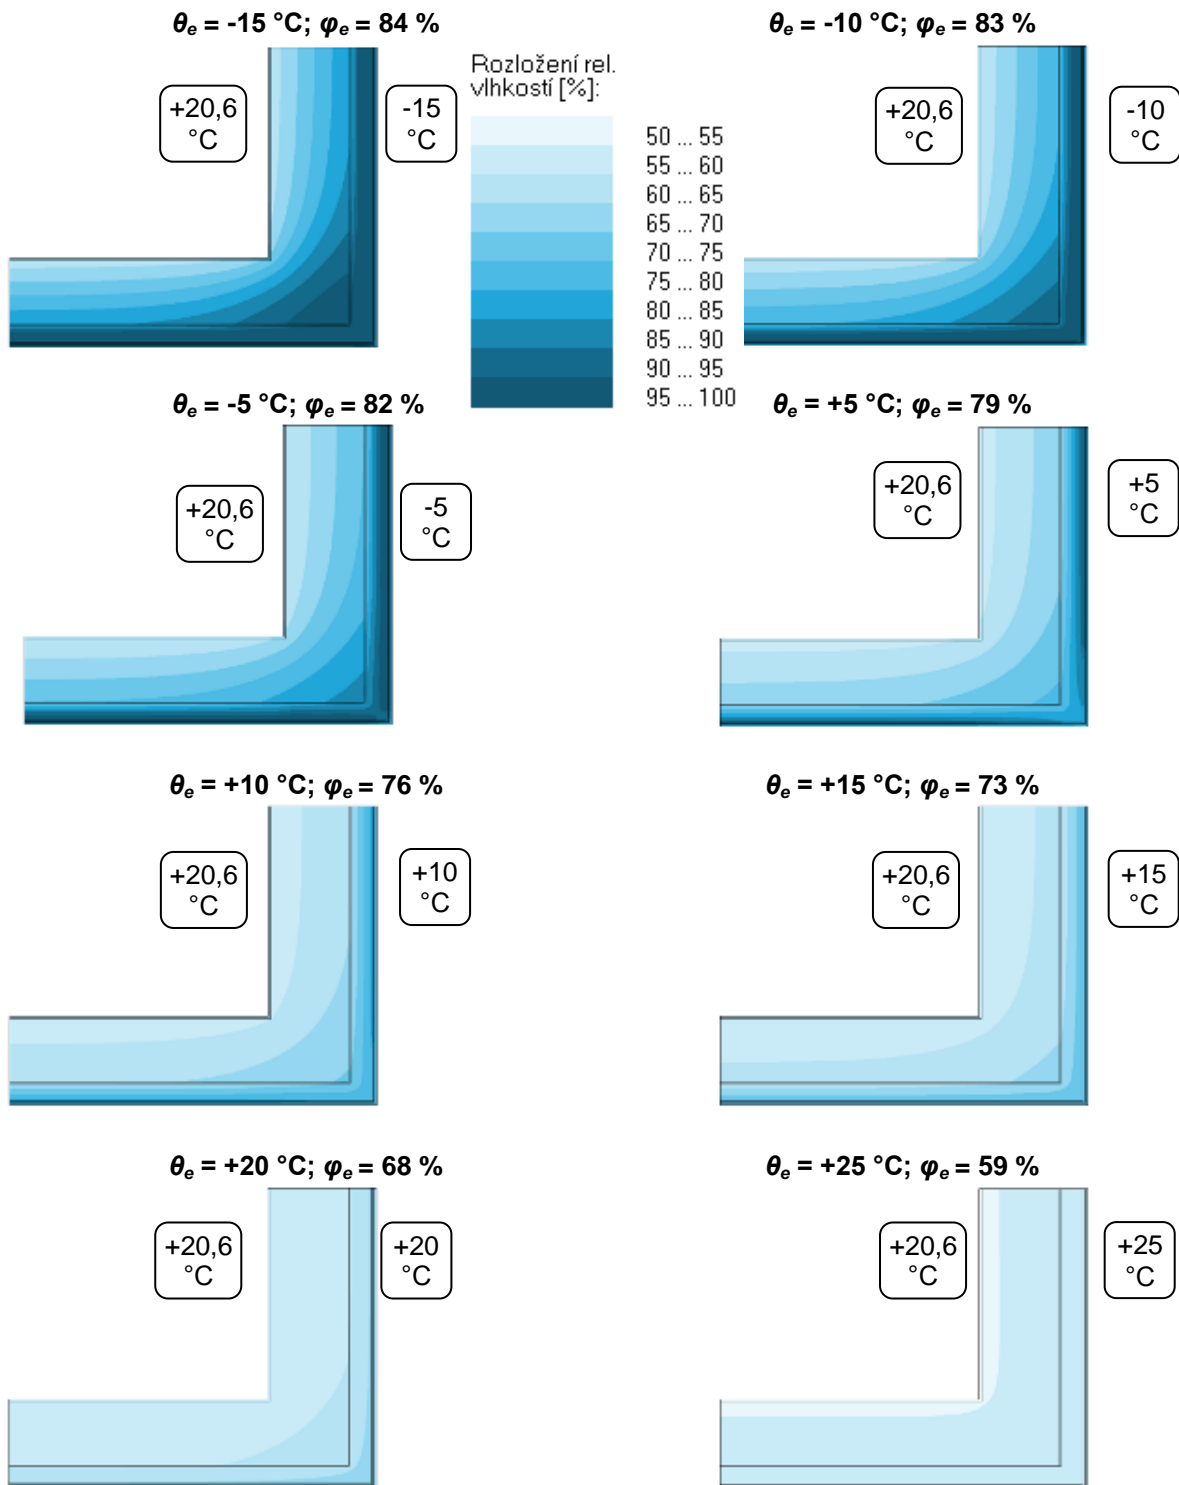 θe = -15 °C; φe = 84 %
θe = -10 °C; φe = 83 %
+20,6
°C
-15
°C
Rozložení rel.
vlhkostí [%]:
50 ... 55
55 ... 60
60 ... 65
65 ... 70
70 ... 75
75 ... 80
80 ... 85
85 ... 90
90 ... 95
95 ... 100
+20,6
°C
-10
°C
θe = -5 °C; φe = 82 %
θe = +5 °C; φe = 79 %
+20,6
°C
-5
°C
+20,6
°C
+5
°C
θe = +10 °C; φe = 76 %
θe = +15 °C; φe = 73 %
+20,6
°C
+10
°C
+20,6
°C
+15
°C
θe = +20 °C; φe = 68 %
θe = +25 °C; φe = 59 %
+20,6
°C
+20
°C
+20,6
°C
+25
°C